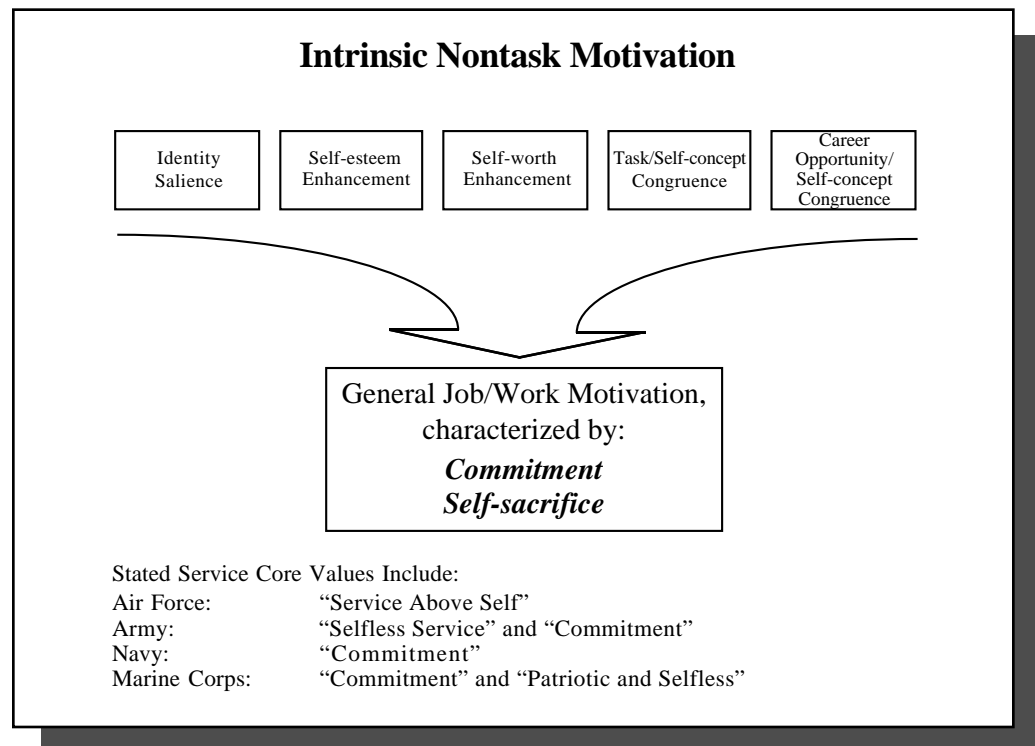 Intrinsic Nontask Motivation
Identity
Salience
Self-esteem
Enhancement
Self-worth
Enhancement
Task/Self-concept
Congruence
Career
Opportunity/
Self-concept
Congruence
General Job/Work Motivation,
characterized by:
Commitment
Self-sacrifice
Stated Service Core Values Include:
Air Force: “Service Above Self”
Army: “Selfless Service” and “Commitment”
Navy: “Commitment”
Marine Corps: “Commitment” and “Patriotic and Selfless”